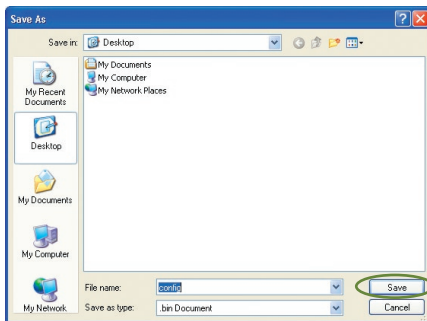 Save As
Save in:
Desktop
My Documents
My Computer
My Network Places
My Recent
Documents
Desktop
My Documents
My Computer
My Network
File name:
config
Save
Save as type:
.bin Document
Cancel